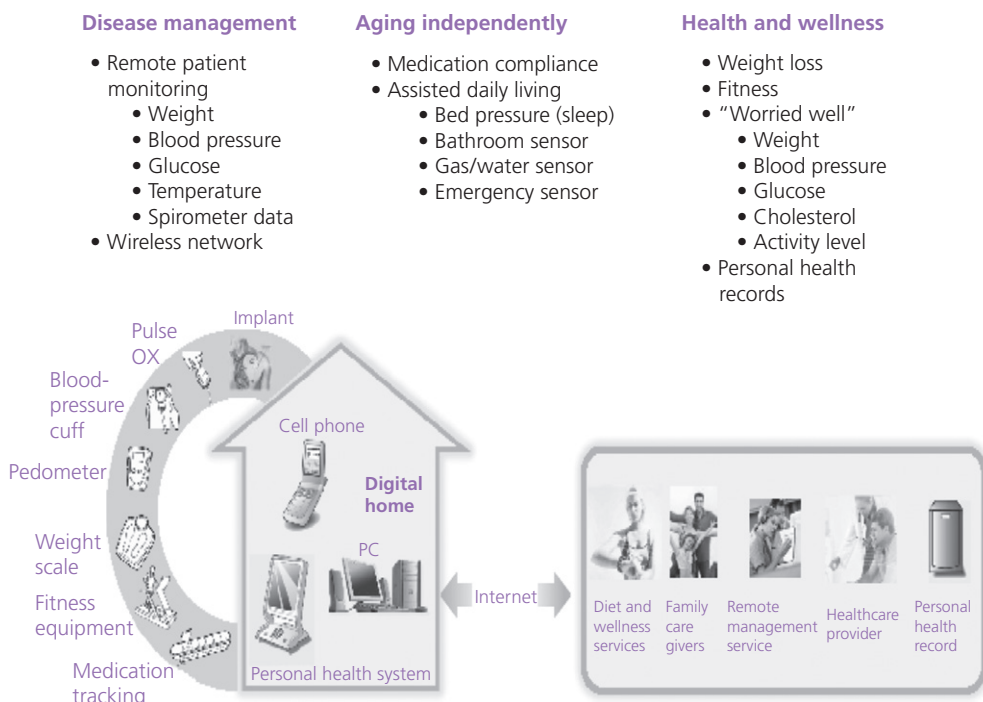 Disease management
• Remote patient
monitoring
• Weight
• Blood pressure
• Glucose
• Temperature
• Spirometer data
• Wireless network
Aging independently
• Medication compliance
• Assisted daily living
• Bed pressure (sleep)
• Bathroom sensor
• Gas/water sensor
• Emergency sensor
Health and wellness
• Weight loss
• Fitness
• “Worried well”
• Weight
• Blood pressure
• Glucose
• Cholesterol
• Activity level
• Personal health
records
Implant
Pulse
OX
Blood-
pressure
cuff
Pedometer
Weight
scale
Fitness
equipment
Medication
tracking
Cell phone
Digital
home
PC
Personal health system
Internet
Diet and
wellness
services
Family
care
givers
Remote
management
service
Healthcare
provider
Personal
health
record